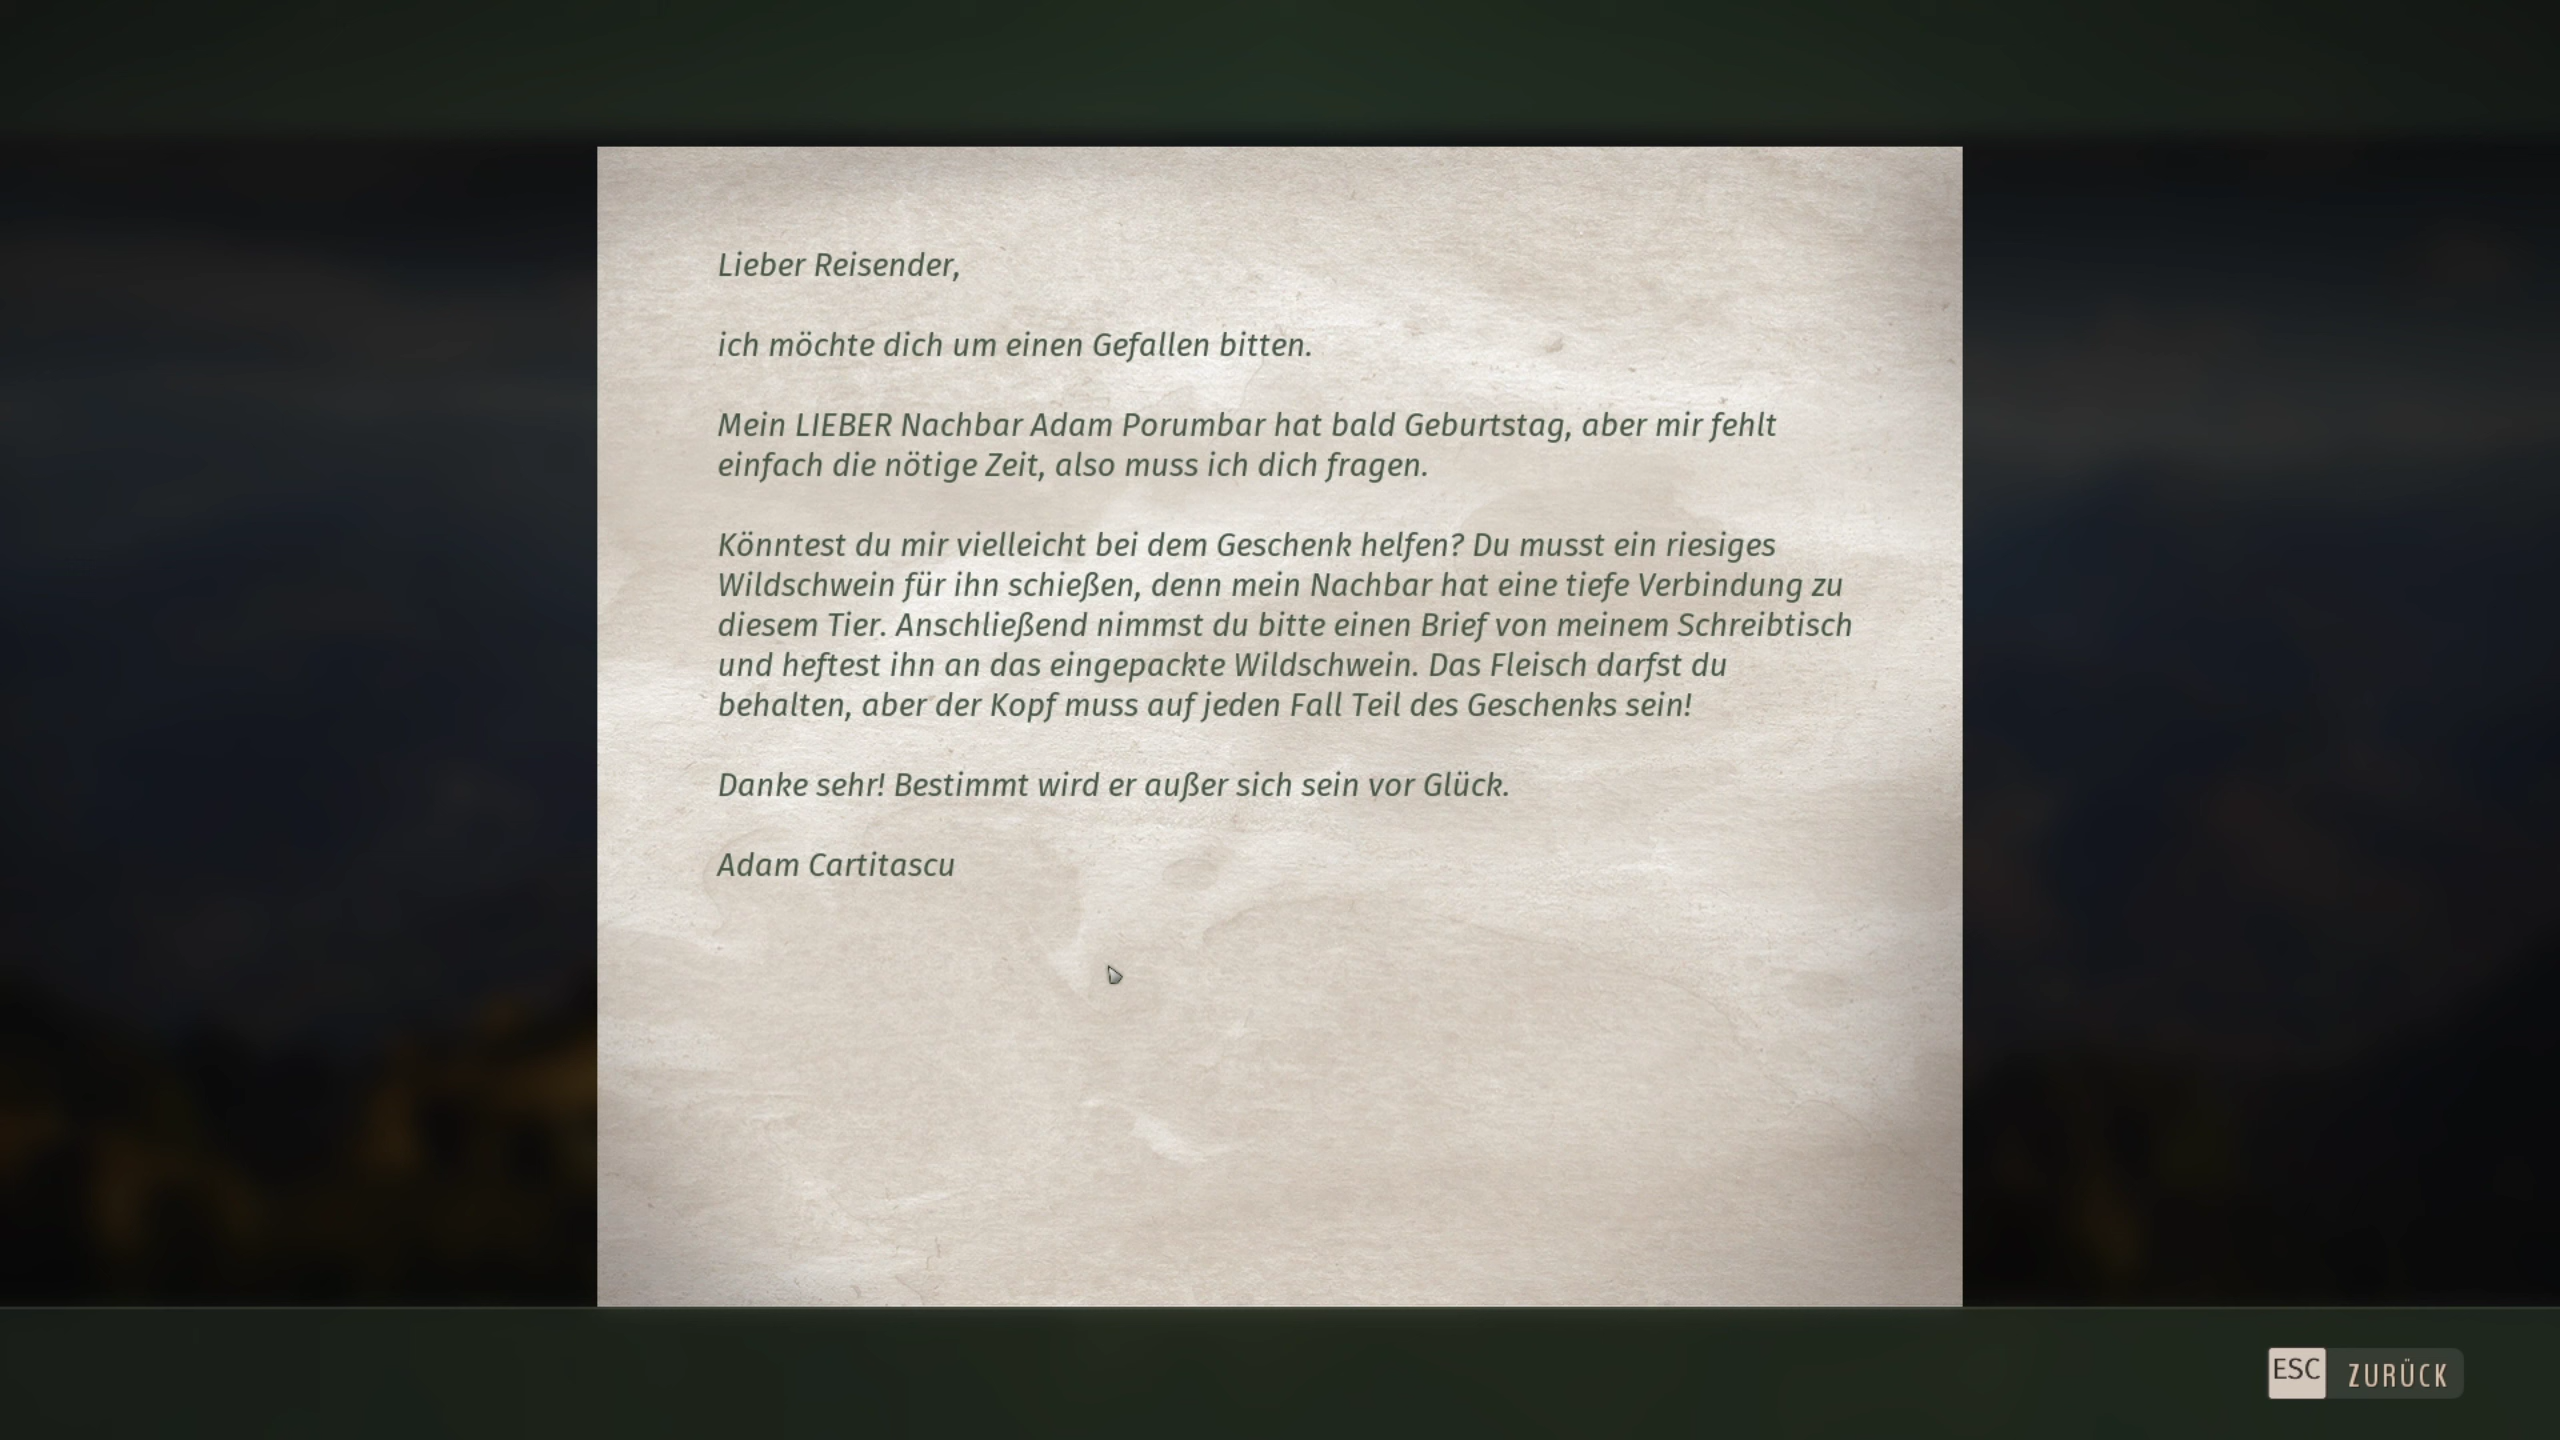 Lieber Reisender,
ich möchte dich um einen Gefallen bitten.
Mein LIEBER Nachbar Adam Porumbar hat bald Geburtstag, aber mir fehlt
einfach die nötige Zeit, also muss ich dich fragen.
Könntest du mir vielleicht bei dem Geschenk helfen? Du musst ein riesiges
Wildschwein für ihn schießen, denn mein Nachbar hat eine tiefe Verbindung zu
diesem Tier. Anschließend nimmst du bitte einen Brief von meinem Schreibtisch
und heftest ihn an das eingepackte Wildschwein. Das Fleisch darfst du
behalten, aber der Kopf muss auf jeden Fall Teil des Geschenks sein!
Danke sehr! Bestimmt wird er außer sich sein vor Glück.
Adam Cartitascu
ESC ZURÜCK